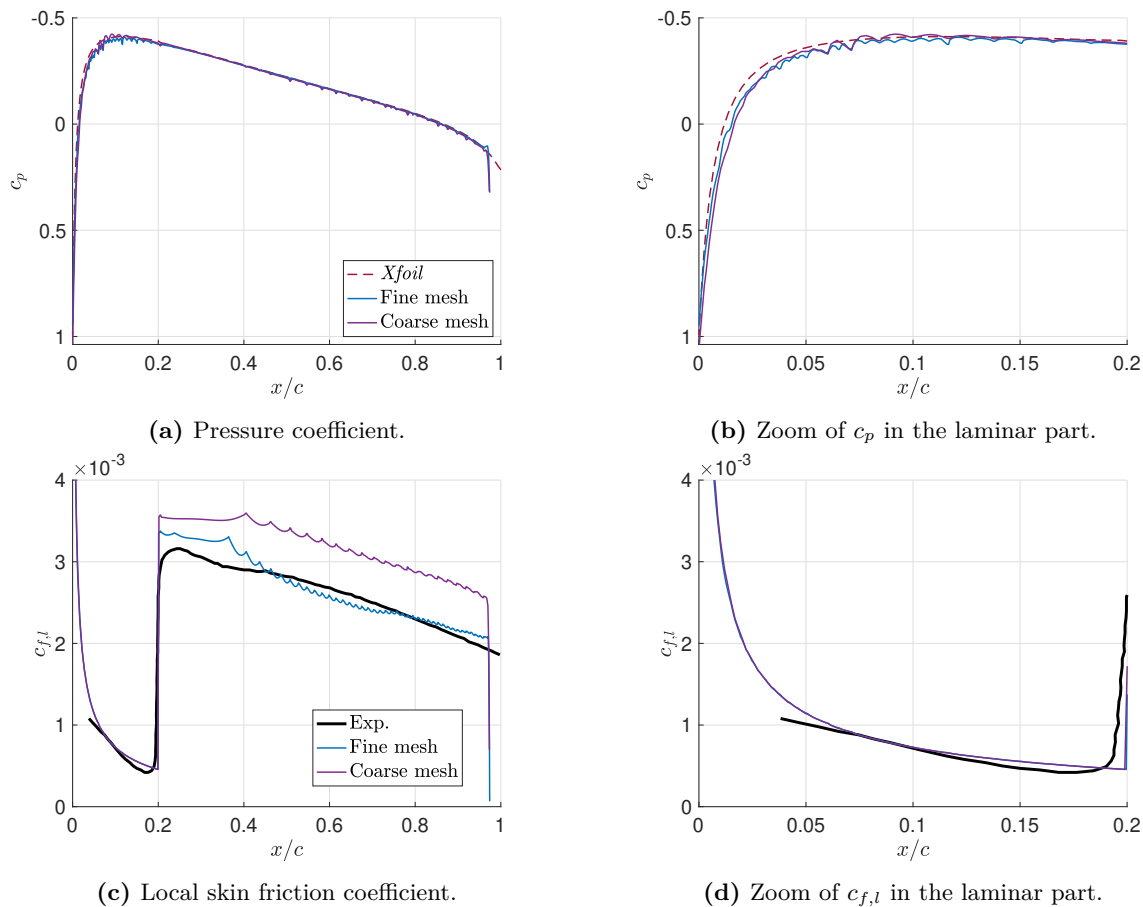 -0.5
0
0.5
1
c_p
0 0.2 0.4 0.6 0.8 1
x/c
Xfoil
Fine mesh
Coarse mesh
(a) Pressure coefficient.
-0.5
0
0.5
1
c_p
0 0.05 0.1 0.15 0.2
x/c
(b) Zoom of c_p in the laminar part.
×10^-3
4
3
2
1
0
c_{f,l}
0 0.2 0.4 0.6 0.8 1
x/c
Exp.
Fine mesh
Coarse mesh
(c) Local skin friction coefficient.
×10^-3
4
3
2
1
0
c_{f,l}
0 0.05 0.1 0.15 0.2
x/c
(d) Zoom of c_{f,l} in the laminar part.